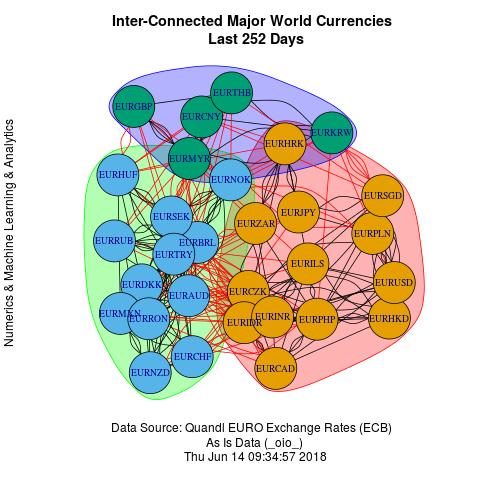 Inter-Connected Major World Currencies
Last 252 Days
Numerics & Machine Learning & Analytics
EURTHB
EURGBP
EURCNY
EURKRW
EURHRK
EURMYR
EURHUF
EURNOK
EURSGD
EURSEK
EURJPY
EURZAR
EURPLN
EURRUB
EURBRL
EURTRY
EURILS
EURDKK
EURUSD
EURAUD
EURCZK
EURMXN
EURRON
EURIDR
EURINR
EURPHP
EURHKD
EURCHF
EURCAD
EURNZD
Data Source: Quandl EURO Exchange Rates (ECB)
As Is Data (_oio_)
Thu Jun 14 09:34:57 2018